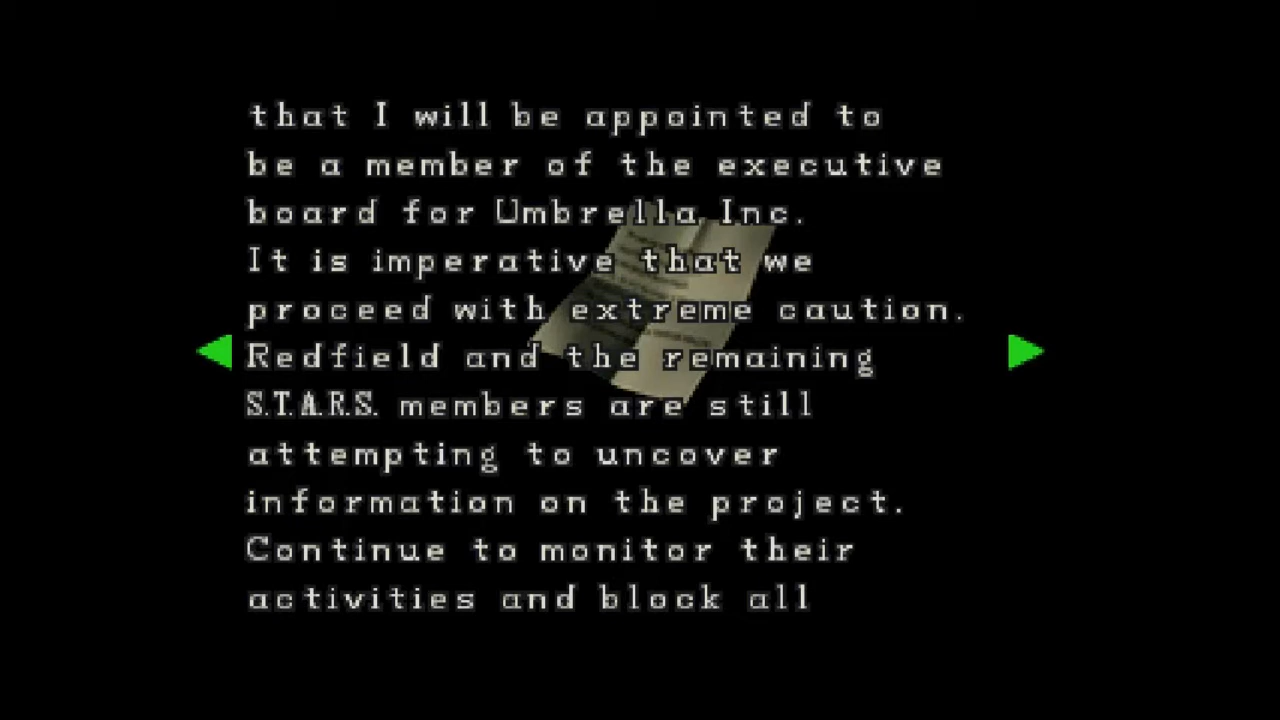 that I will be appointed to
be a member of the executive
board for Umbrella Inc.
It is imperative that we
proceed with extreme caution.
Redfield and the remaining
S.T.A.R.S. members are still
attempting to uncover
information on the project.
Continue to monitor their
activities and block all